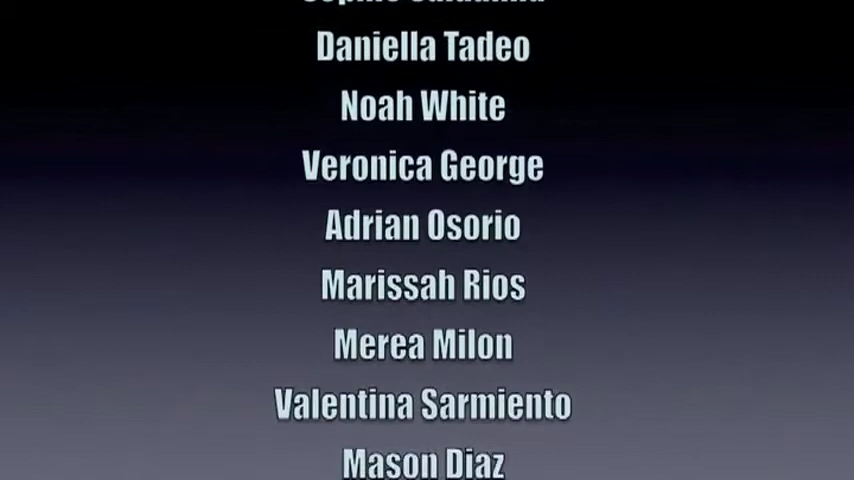 Daniella Tadeo
Noah White
Veronica George
Adrian Osorio
Marissah Rios
Merea Milon
Valentina Sarmiento
Mason Diaz